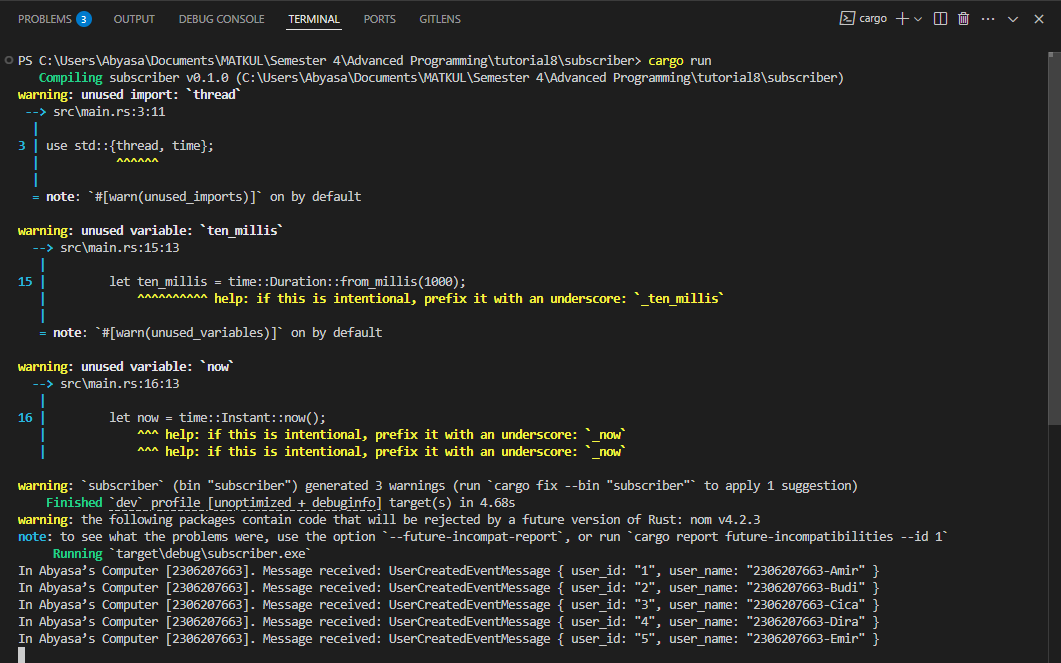 PROBLEMS 3 OUTPUT DEBUG CONSOLE TERMINAL PORTS GITLENS cargo
PS C:\Users\Abyasa\Documents\MATKUL\Semester 4\Advanced Programming\tutorial8\subscriber> cargo run
Compiling subscriber v0.1.0 (C:\Users\Abyasa\Documents\MATKUL\Semester 4\Advanced Programming\tutorial8\subscriber)
warning: unused import: `thread`
--> src\main.rs:3:11
|
3 | use std::{thread, time};
| ^^^^^^
|
= note: `#[warn(unused_imports)]` on by default
warning: unused variable: `ten_millis`
--> src\main.rs:15:13
|
15 | let ten_millis = time::Duration::from_millis(1000);
| ^^^^^^^^^^ help: if this is intentional, prefix it with an underscore: `_ten_millis`
|
= note: `#[warn(unused_variables)]` on by default
warning: unused variable: `now`
--> src\main.rs:16:13
|
16 | let now = time::Instant::now();
| ^^^ help: if this is intentional, prefix it with an underscore: `_now`
| ^^^ help: if this is intentional, prefix it with an underscore: `_now`
warning: `subscriber` (bin "subscriber") generated 3 warnings (run `cargo fix --bin "subscriber"` to apply 1 suggestion)
Finished `dev` profile [unoptimized + debuginfo] target(s) in 4.68s
warning: the following packages contain code that will be rejected by a future version of Rust: nom v4.2.3
note: to see what the problems were, use the option `--future-incompat-report`, or run `cargo report future-incompatibilities --id 1`
Running `target\debug\subscriber.exe`
In Abyasa’s Computer [2306207663]. Message received: UserCreatedEventMessage { user_id: "1", user_name: "2306207663-Amir" }
In Abyasa’s Computer [2306207663]. Message received: UserCreatedEventMessage { user_id: "2", user_name: "2306207663-Budi" }
In Abyasa’s Computer [2306207663]. Message received: UserCreatedEventMessage { user_id: "3", user_name: "2306207663-Cica" }
In Abyasa’s Computer [2306207663]. Message received: UserCreatedEventMessage { user_id: "4", user_name: "2306207663-Dira" }
In Abyasa’s Computer [2306207663]. Message received: UserCreatedEventMessage { user_id: "5", user_name: "2306207663-Emir" }